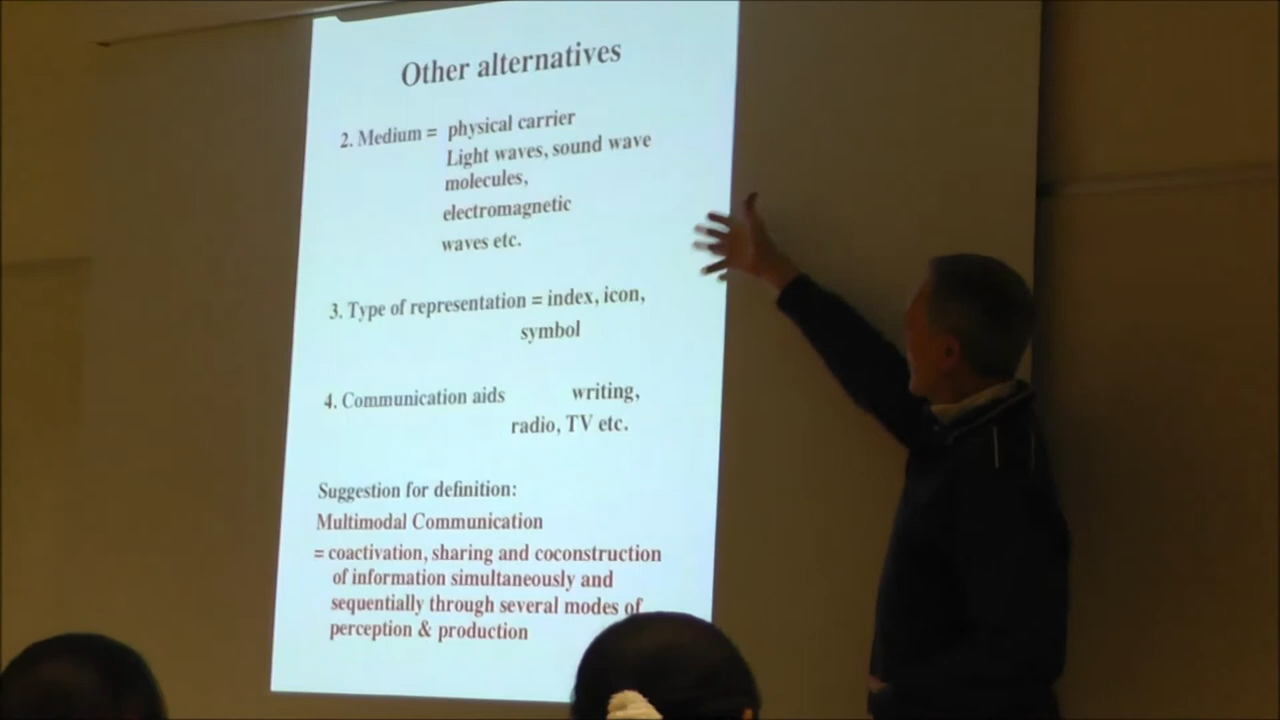 Other alternatives
2. Medium = physical carrier
Light waves, sound wave
molecules,
electromagnetic
waves etc.
3. Type of representation = index, icon,
symbol
4. Communication aids writing,
radio, TV etc.
Suggestion for definition:
Multimodal Communication
= coactivation, sharing and coconstruction
of information simultaneously and
sequentially through several modes of
perception & production